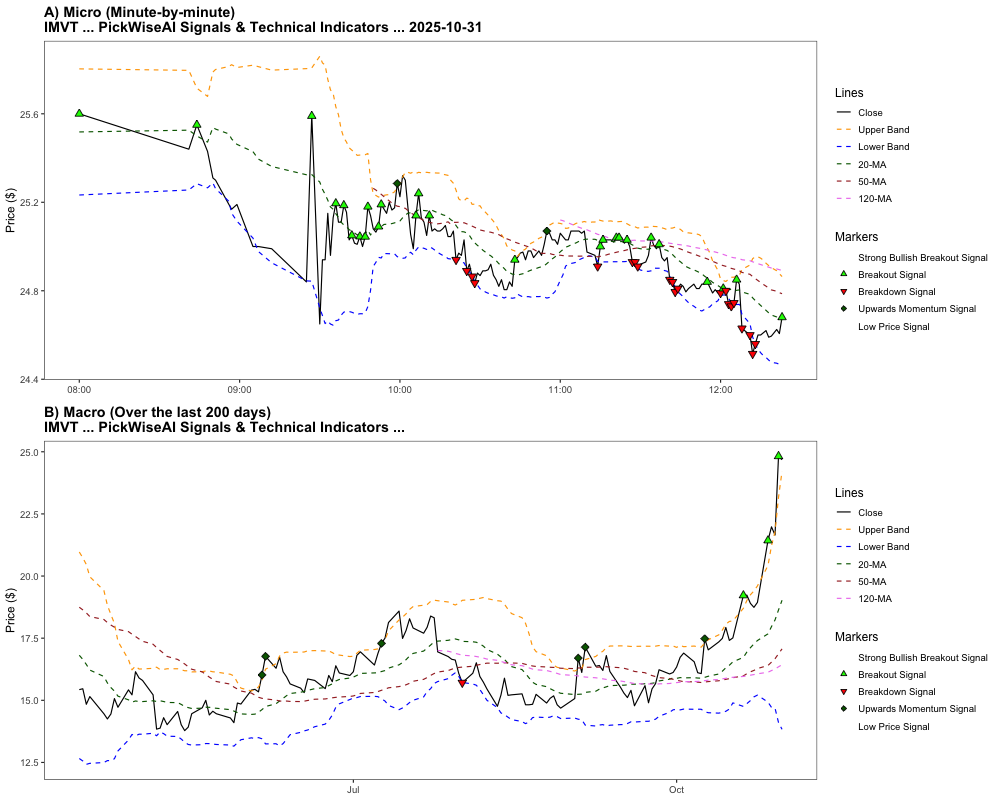 A) Micro (Minute-by-minute)
IMVT ... PickWiseAI Signals & Technical Indicators ... 2025-10-31
Price ($)
25.6
25.2
24.8
24.4
08:00
09:00
10:00
11:00
12:00
Lines
Close
Upper Band
Lower Band
20-MA
50-MA
120-MA
Markers
Strong Bullish Breakout Signal
Breakout Signal
Breakdown Signal
Upwards Momentum Signal
Low Price Signal
B) Macro (Over the last 200 days)
IMVT ... PickWiseAI Signals & Technical Indicators ...
Price ($)
25.0
22.5
20.0
17.5
15.0
12.5
Jul
Oct
Lines
Close
Upper Band
Lower Band
20-MA
50-MA
120-MA
Markers
Strong Bullish Breakout Signal
Breakout Signal
Breakdown Signal
Upwards Momentum Signal
Low Price Signal